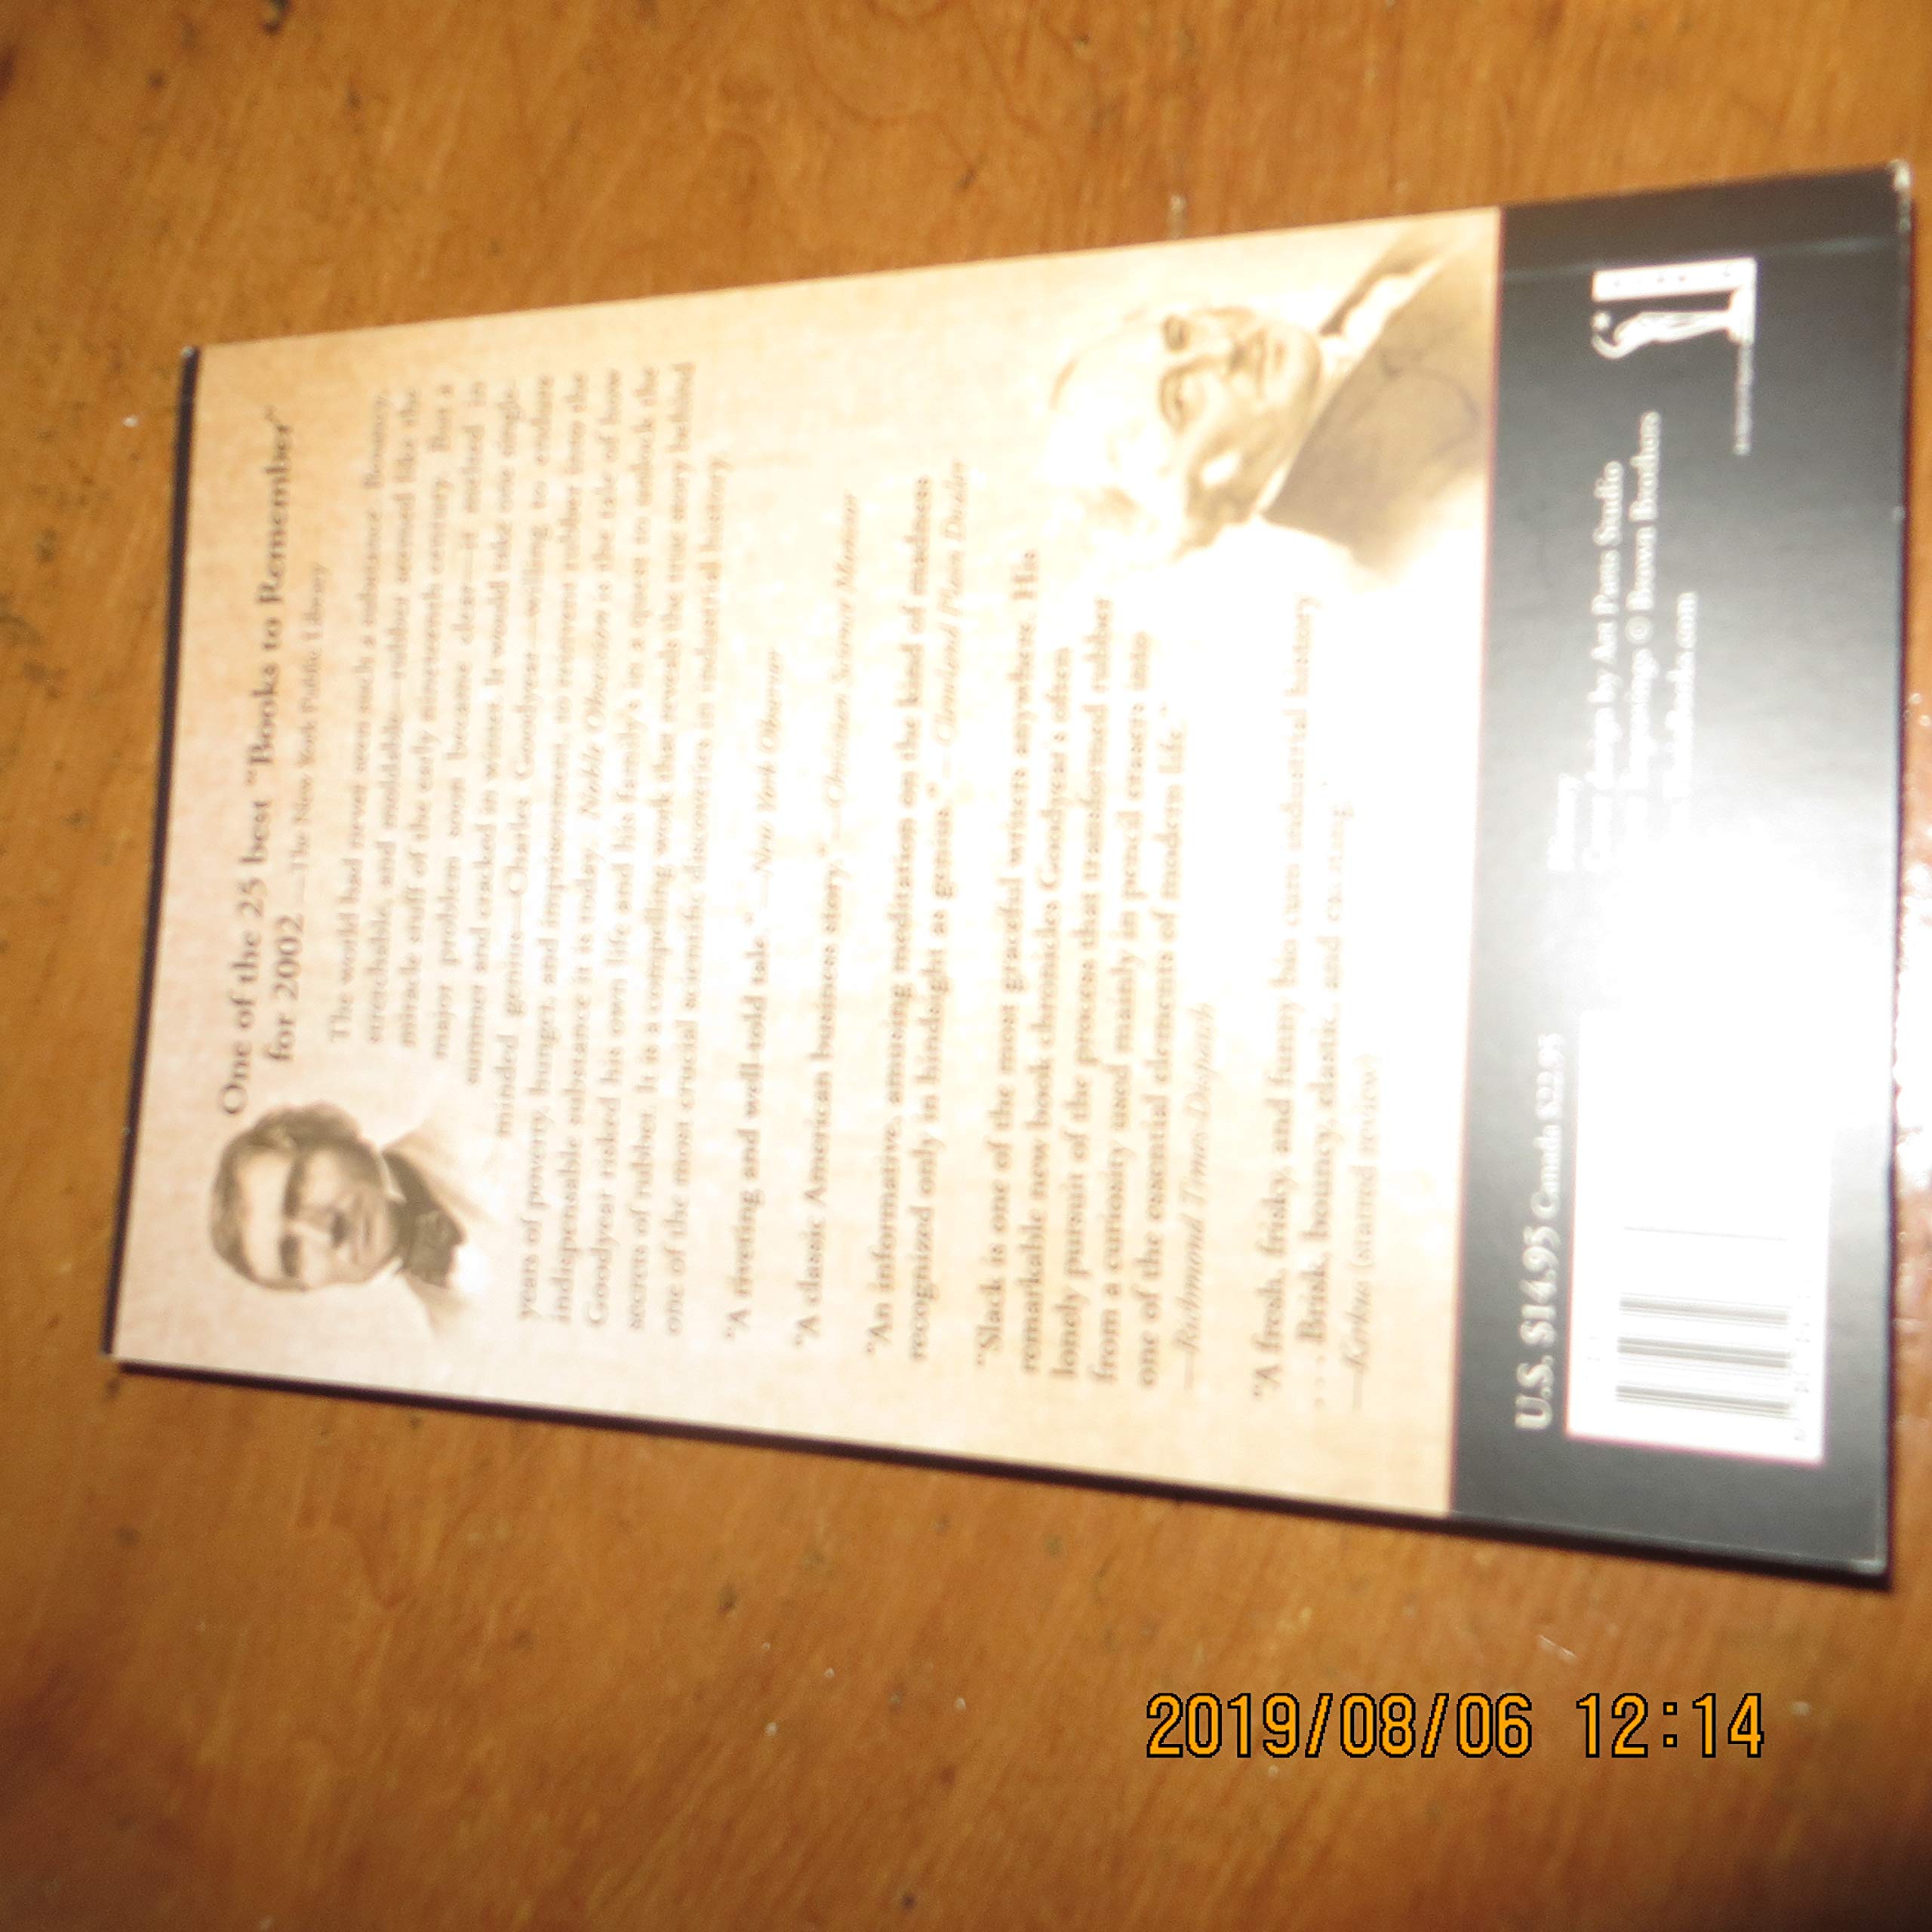 One of the 25 best "Books to Remember"
for 2002 —The New York Public Library
The world had never seen such a substance. Bouncy,
stretchable, and moldable—rubber seemed like the
miracle stuff of the early nineteenth century. But a
major problem soon became clear—it melted in
summer and cracked in winter. It would take one single-
minded genius—Charles Goodyear—willing to endure
years of poverty, hunger, and imprisonment, to reinvent rubber into the
indispensable substance it is today. Noble Obsession is the tale of how
Goodyear risked his own life and his family's in a quest to unlock the
secrets of rubber. It is a compelling work that reveals the true story behind
one of the most crucial scientific discoveries in industrial history.
"A riveting and well-told tale."—New York Observer
"A classic American business story."—Christian Science Monitor
"An informative, amusing meditation on the kind of madness
recognized only in hindsight as genius."—Cleveland Plain Dealer
"Slack is one of the most graceful writers anywhere. His
remarkable new book chronicles Goodyear's often
lonely pursuit of the process that transformed rubber
from a curiosity used mainly in pencil erasers into
one of the essential elements of modern life."
—Richmond Times-Dispatch
"A fresh, frisky, and funny bio cum industrial history
. . . Brisk, bouncy, elastic, and
—Kirkus (starred review)
U.S. $14.95 Canada $22.95
History
Cover design by Art Pants Studio
Engravings © Brown Brothers
2019/08/06 12:14